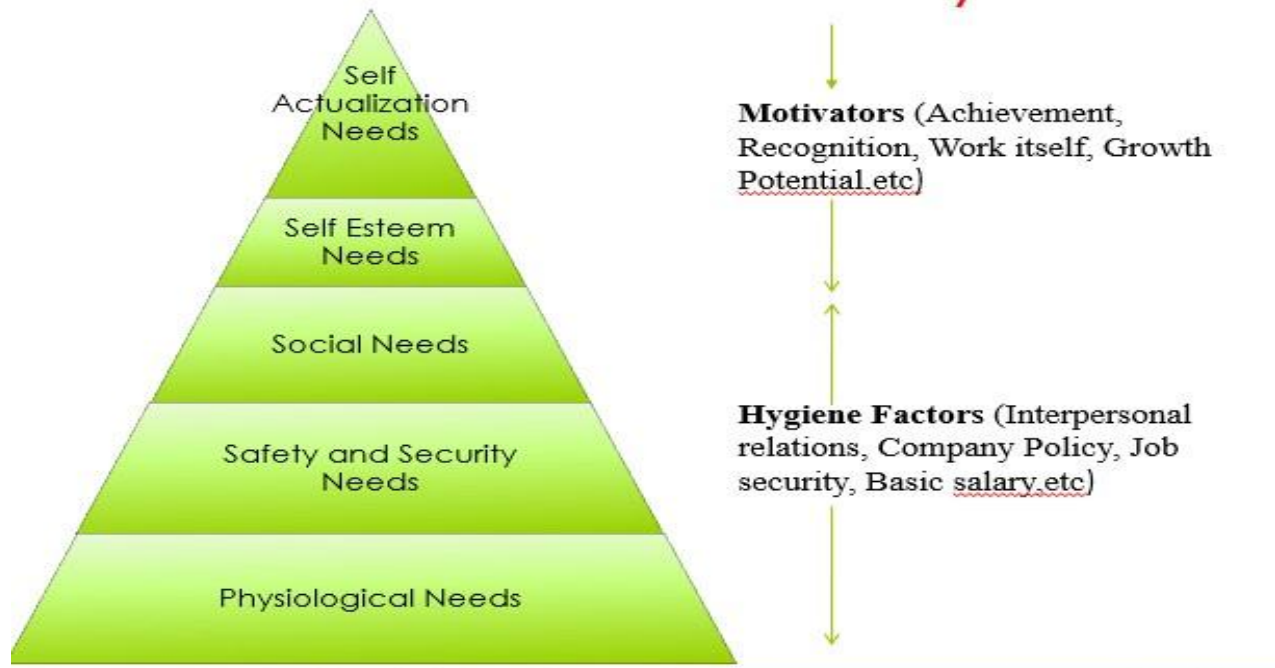 Self
Actualization
Needs
Self Esteem
Needs
Social Needs
Safety and Security
Needs
Physiological Needs
Motivators (Achievement,
Recognition, Work itself, Growth
Potential.etc)
Hygiene Factors (Interpersonal
relations, Company Policy, Job
security, Basic salary.etc)